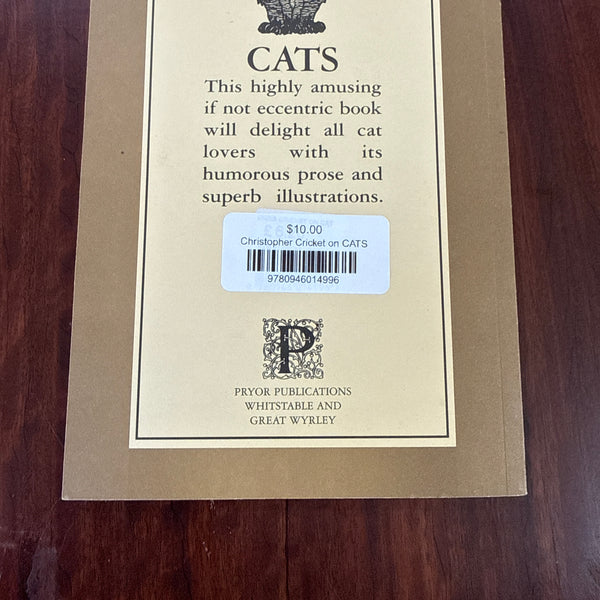 CATS
This highly amusing
if not eccentric book
will delight all cat
lovers with its
humorous prose and
superb illustrations.
$10.00
Christopher Cricket on CATS
9780946014996
P
PRYOR PUBLICATIONS
WHITSTABLE AND
GREAT WYRLEY